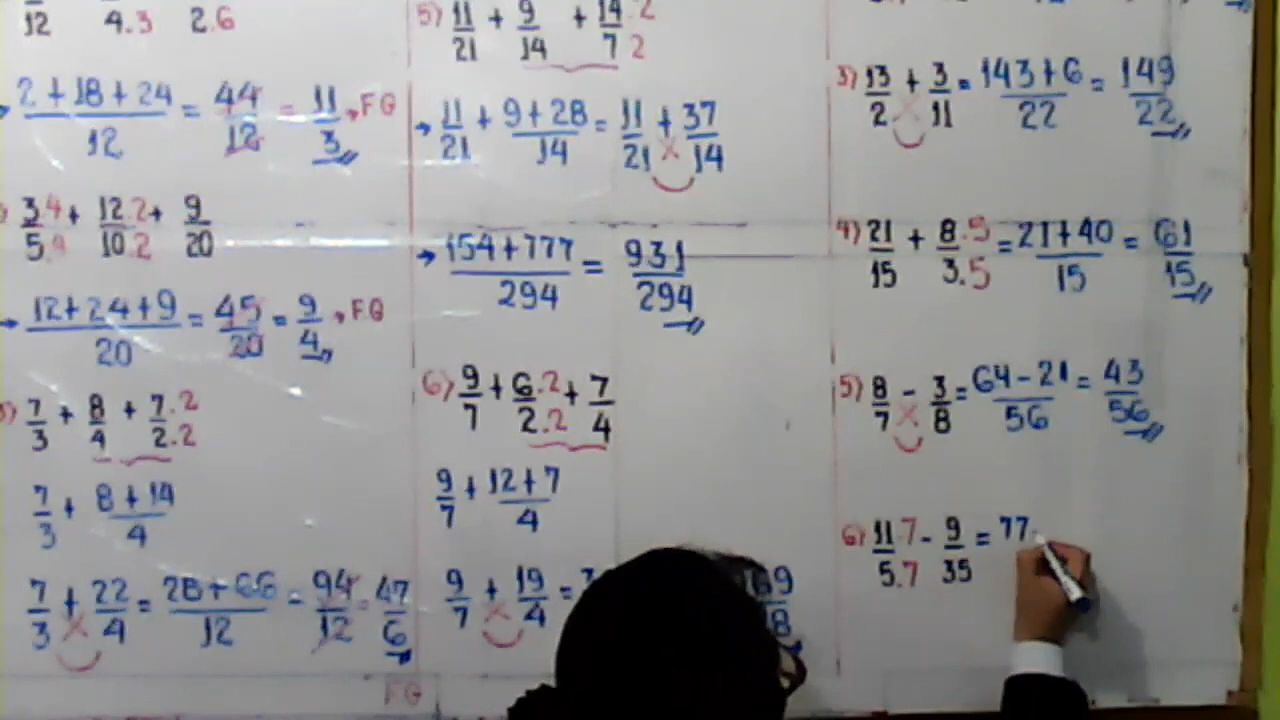 12 4.3 2.6
2 + 18 + 24 / 12 = 44/12 = 11/3 → FG
3.4/5.4 + 12.2/10.2 + 9/20
→ 12 + 24 + 9 / 20 = 45/20 = 9/4 → FG
7/3 + 8/4 + 7.2/2.2
7/3 + 8 + 14 / 4
7/3 + 22/4 = 28 + 66 / 12 = 94/12 = 47/6
FG
5) 11/21 + 9/14 + 14.2/7 2
→ 11/21 + 9 + 28 / 14 = 11/21 + 37/14
→ 154 + 777 / 294 = 931/294
6) 9/7 + 6.2/2.2 + 7/4
9/7 + 12 + 7 / 4
9/7 + 19/4 =
3) 13/2 + 3/11 = 143 + 6 / 22 = 149/22
4) 21/15 + 8.5/3.5 = 21 + 40 / 15 = 61/15
5) 8/7 - 3/8 = 64 - 21 / 56 = 43/56
6) 11.7/5.7 - 9/35 = 77